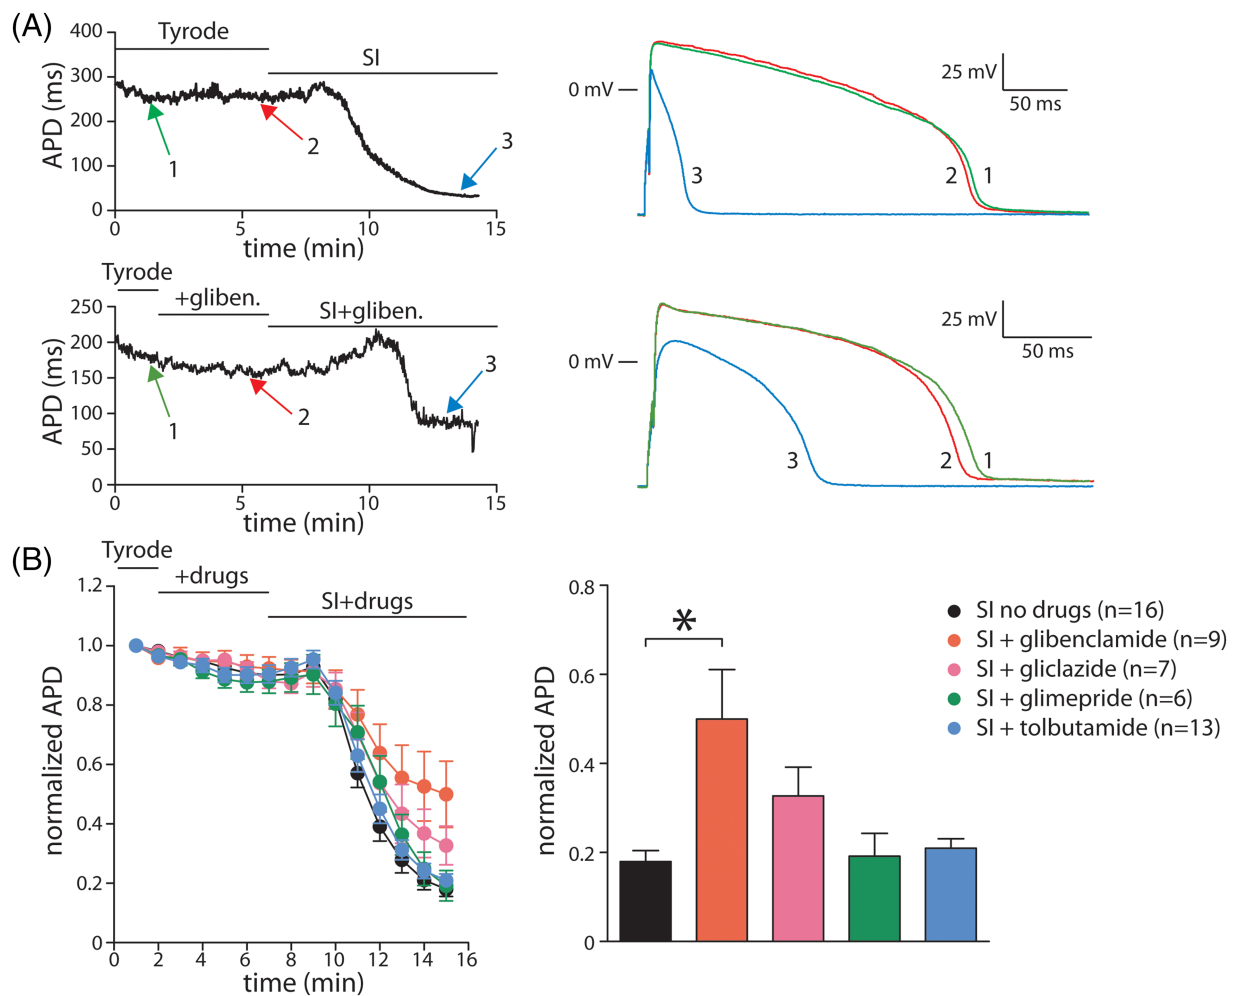 (A)
Tyrode
SI
400
300
200
100
0
APD (ms)
1
2
3
0
5
10
15
time (min)
0 mV
25 mV
50 ms
3
2
1
Tyrode
+gliben.
SI+gliben.
250
200
150
100
50
0
APD (ms)
1
2
3
0
5
10
15
time (min)
0 mV
25 mV
50 ms
3
2
1
(B)
Tyrode
+drugs
SI+drugs
1.2
1.0
0.8
0.6
0.4
0.2
0
normalized APD
0
2
4
6
8
10
12
14
16
time (min)
0.8
0.6
0.4
0.2
0
normalized APD
*
SI no drugs (n=16)
SI + glibenclamide (n=9)
SI + gliclazide (n=7)
SI + glimepride (n=6)
SI + tolbutamide (n=13)